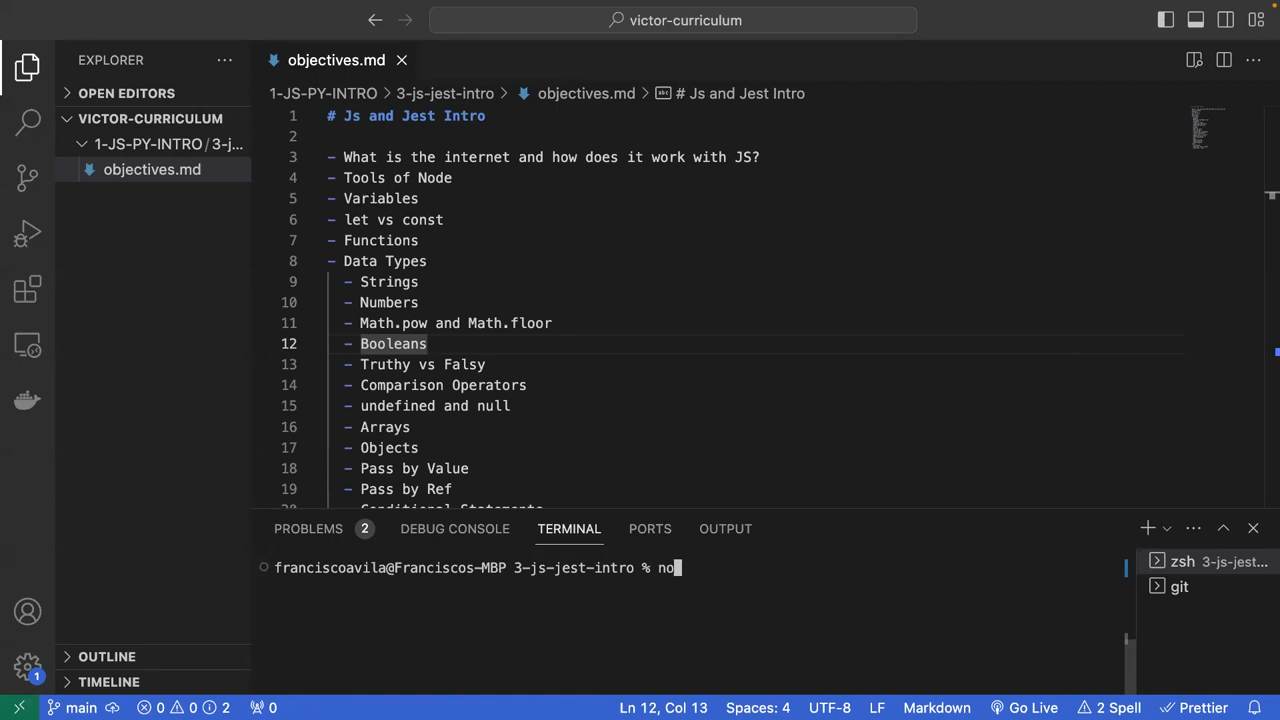 victor-curriculum
EXPLORER
objectives.md
OPEN EDITORS
1-JS-PY-INTRO > 3-js-jest-intro > objectives.md > # Js and Jest Intro
VICTOR-CURRICULUM
1-JS-PY-INTRO / 3-j...
objectives.md
1 # Js and Jest Intro
2
3 - What is the internet and how does it work with JS?
4 - Tools of Node
5 - Variables
6 - let vs const
7 - Functions
8 - Data Types
9 - Strings
10 - Numbers
11 - Math.pow and Math.floor
12 - Booleans
13 - Truthy vs Falsy
14 - Comparison Operators
15 - undefined and null
16 - Arrays
17 - Objects
18 - Pass by Value
19 - Pass by Ref
20 - Conditional Statements
PROBLEMS 2 DEBUG CONSOLE TERMINAL PORTS OUTPUT
franciscoavila@Franciscos-MBP 3-js-jest-intro % no
zsh 3-js-jest...
git
OUTLINE
TIMELINE
1
main 0 0 2 0 Ln 12, Col 13 Spaces: 4 UTF-8 LF Markdown Go Live 2 Spell Prettier